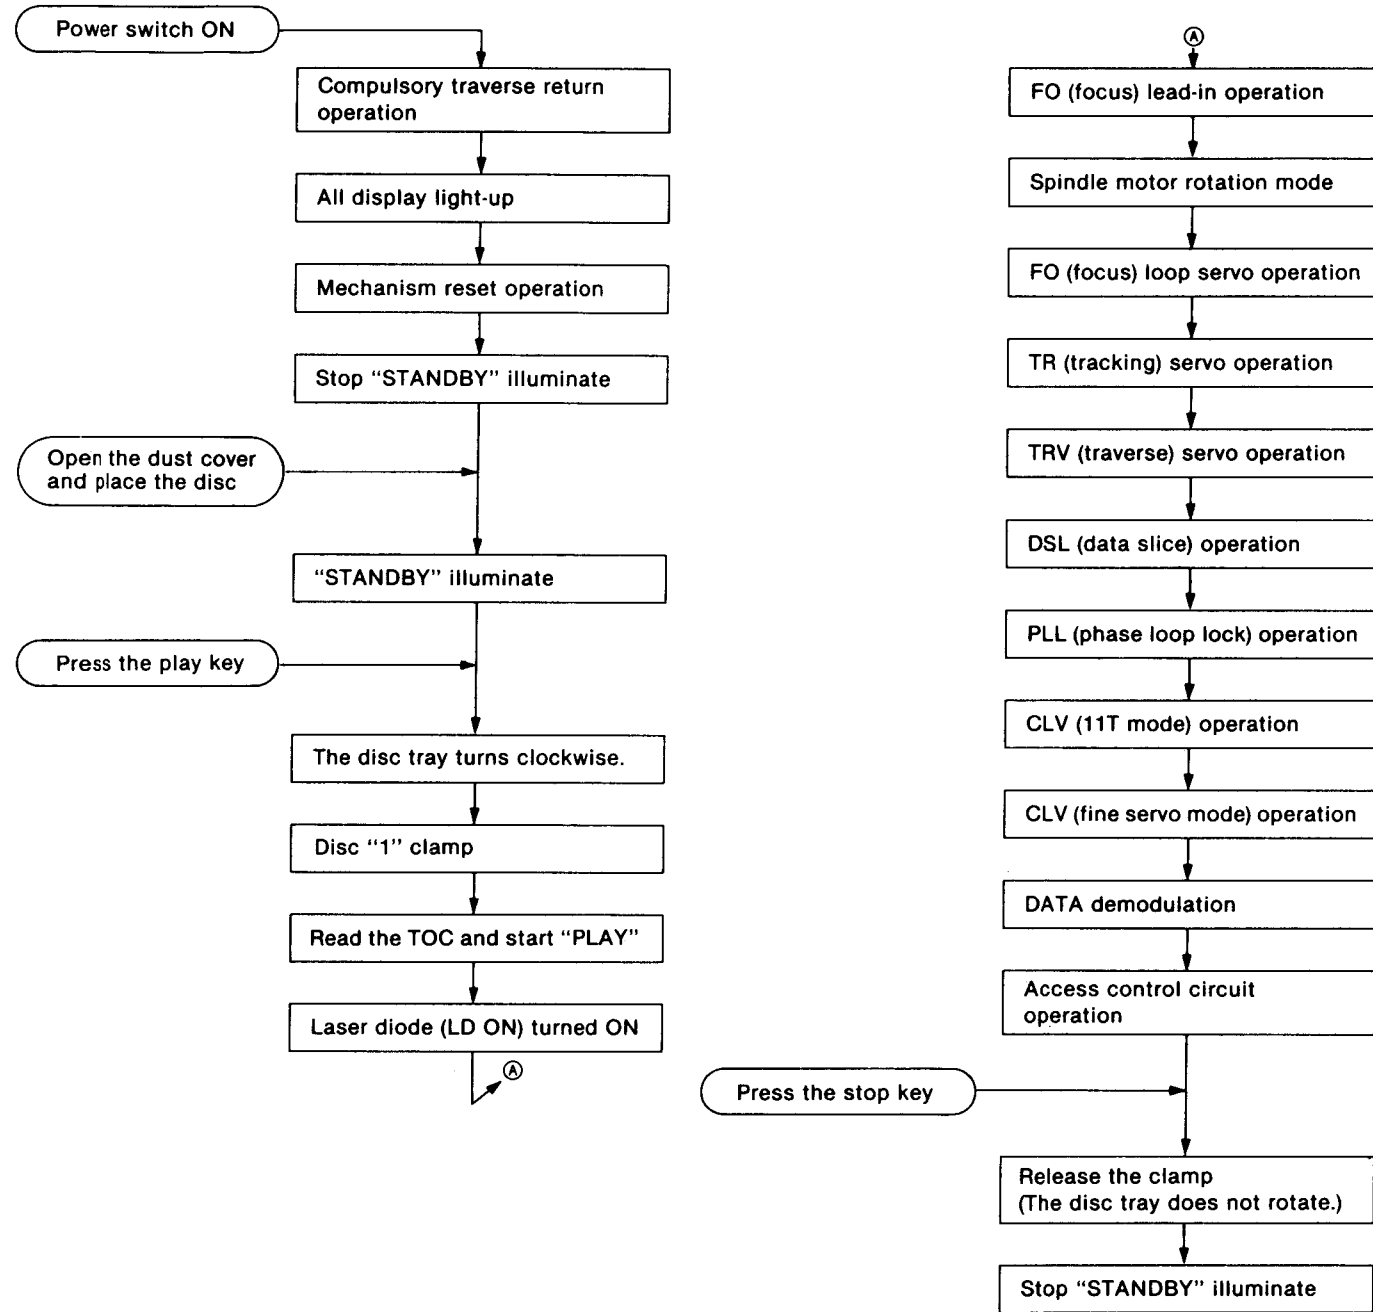 Power switch ON
Compulsory traverse return
operation
All display light-up
Mechanism reset operation
Stop “STANDBY” illuminate
Open the dust cover
and place the disc
“STANDBY” illuminate
Press the play key
The disc tray turns clockwise.
Disc “1” clamp
Read the TOC and start “PLAY”
Laser diode (LD ON) turned ON
Ⓐ
Ⓐ
FO (focus) lead-in operation
Spindle motor rotation mode
FO (focus) loop servo operation
TR (tracking) servo operation
TRV (traverse) servo operation
DSL (data slice) operation
PLL (phase loop lock) operation
CLV (11T mode) operation
CLV (fine servo mode) operation
DATA demodulation
Access control circuit
operation
Press the stop key
Release the clamp
(The disc tray does not rotate.)
Stop “STANDBY” illuminate